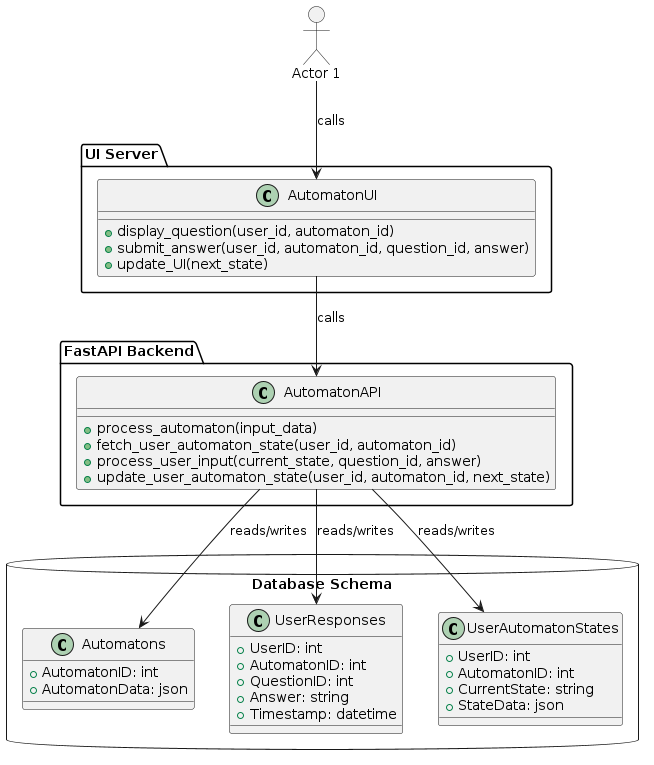 Actor 1
calls
UI Server
C AutomatonUI
display_question(user_id, automaton_id)
submit_answer(user_id, automaton_id, question_id, answer)
update_UI(next_state)
calls
FastAPI Backend
C AutomatonAPI
process_automaton(input_data)
fetch_user_automaton_state(user_id, automaton_id)
process_user_input(current_state, question_id, answer)
update_user_automaton_state(user_id, automaton_id, next_state)
reads/writes
reads/writes
reads/writes
Database Schema
C Automatons
AutomatonID: int
AutomatonData: json
C UserResponses
UserID: int
AutomatonID: int
QuestionID: int
Answer: string
Timestamp: datetime
C UserAutomatonStates
UserID: int
AutomatonID: int
CurrentState: string
StateData: json